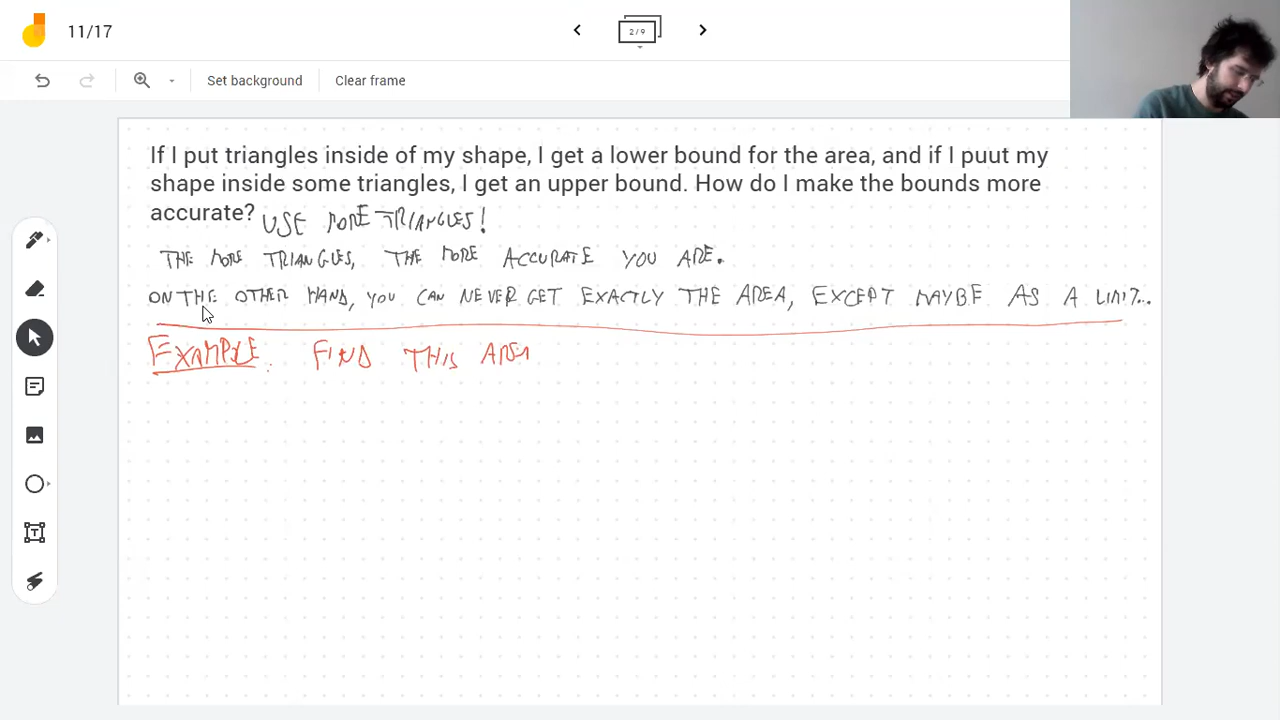 11/17
2/9
Set background
Clear frame
If I put triangles inside of my shape, I get a lower bound for the area, and if I puut my
shape inside some triangles, I get an upper bound. How do I make the bounds more
accurate? USE MORE TRIANGLES!
THE MORE TRIANGLES, THE MORE ACCURATE YOU ARE.
ON THE OTHER HAND, YOU CAN NEVER GET EXACTLY THE AREA, EXCEPT MAYBE AS A LIMIT...
EXAMPLE. FIND THIS AREA